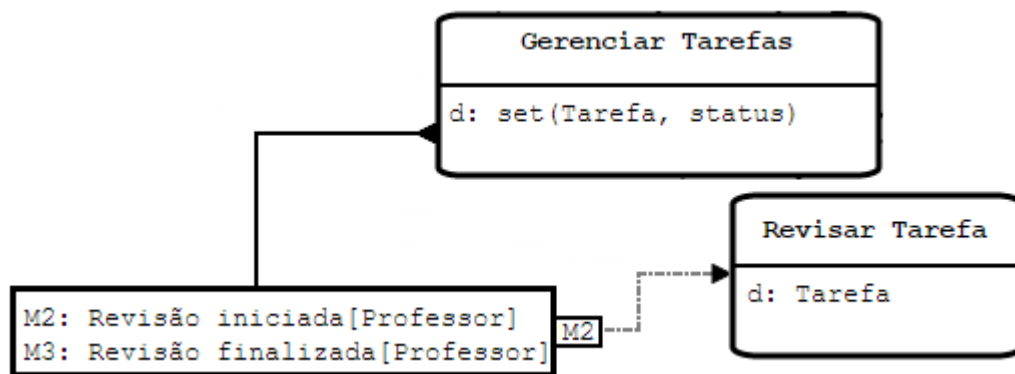 Gerenciar Tarefas
d: set(Tarefa, status)
Revisar Tarefa
d: Tarefa
M2: Revisão iniciada[Professor]
M3: Revisão finalizada[Professor]
M2